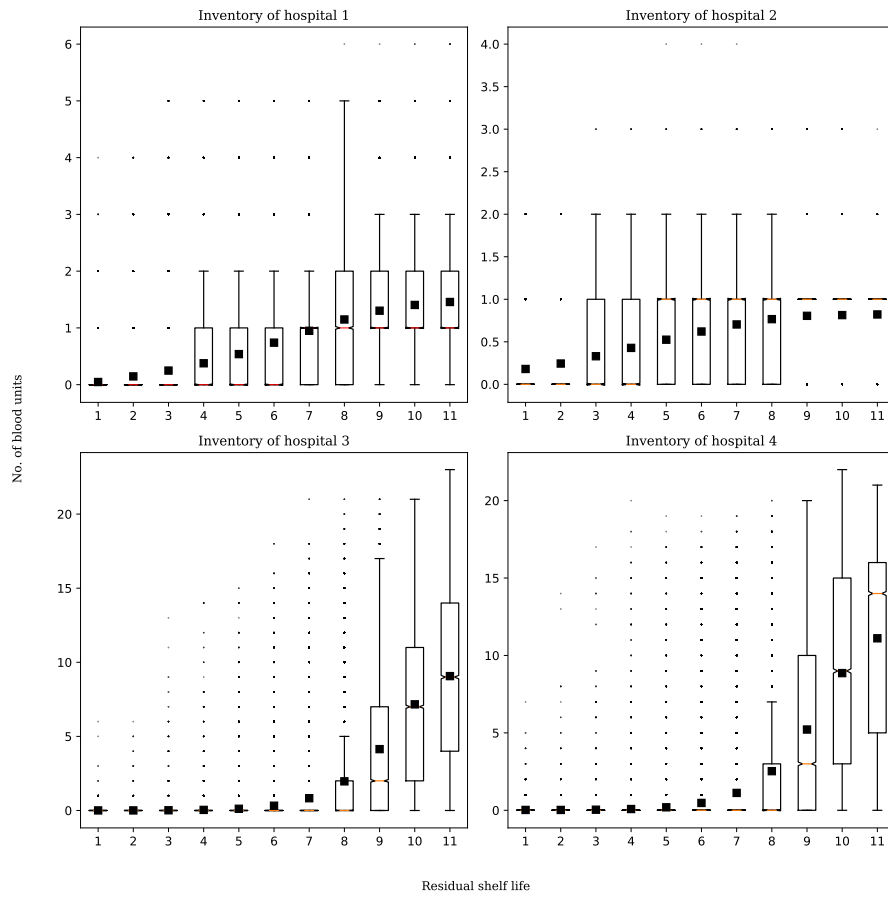 Inventory of hospital 1
Inventory of hospital 2
6
5
4
3
2
1
0
1 2 3 4 5 6 7 8 9 10 11
4.0
3.5
3.0
2.5
2.0
1.5
1.0
0.5
0.0
1 2 3 4 5 6 7 8 9 10 11
No. of blood units
Inventory of hospital 3
Inventory of hospital 4
20
15
10
5
0
1 2 3 4 5 6 7 8 9 10 11
20
15
10
5
0
1 2 3 4 5 6 7 8 9 10 11
Residual shelf life